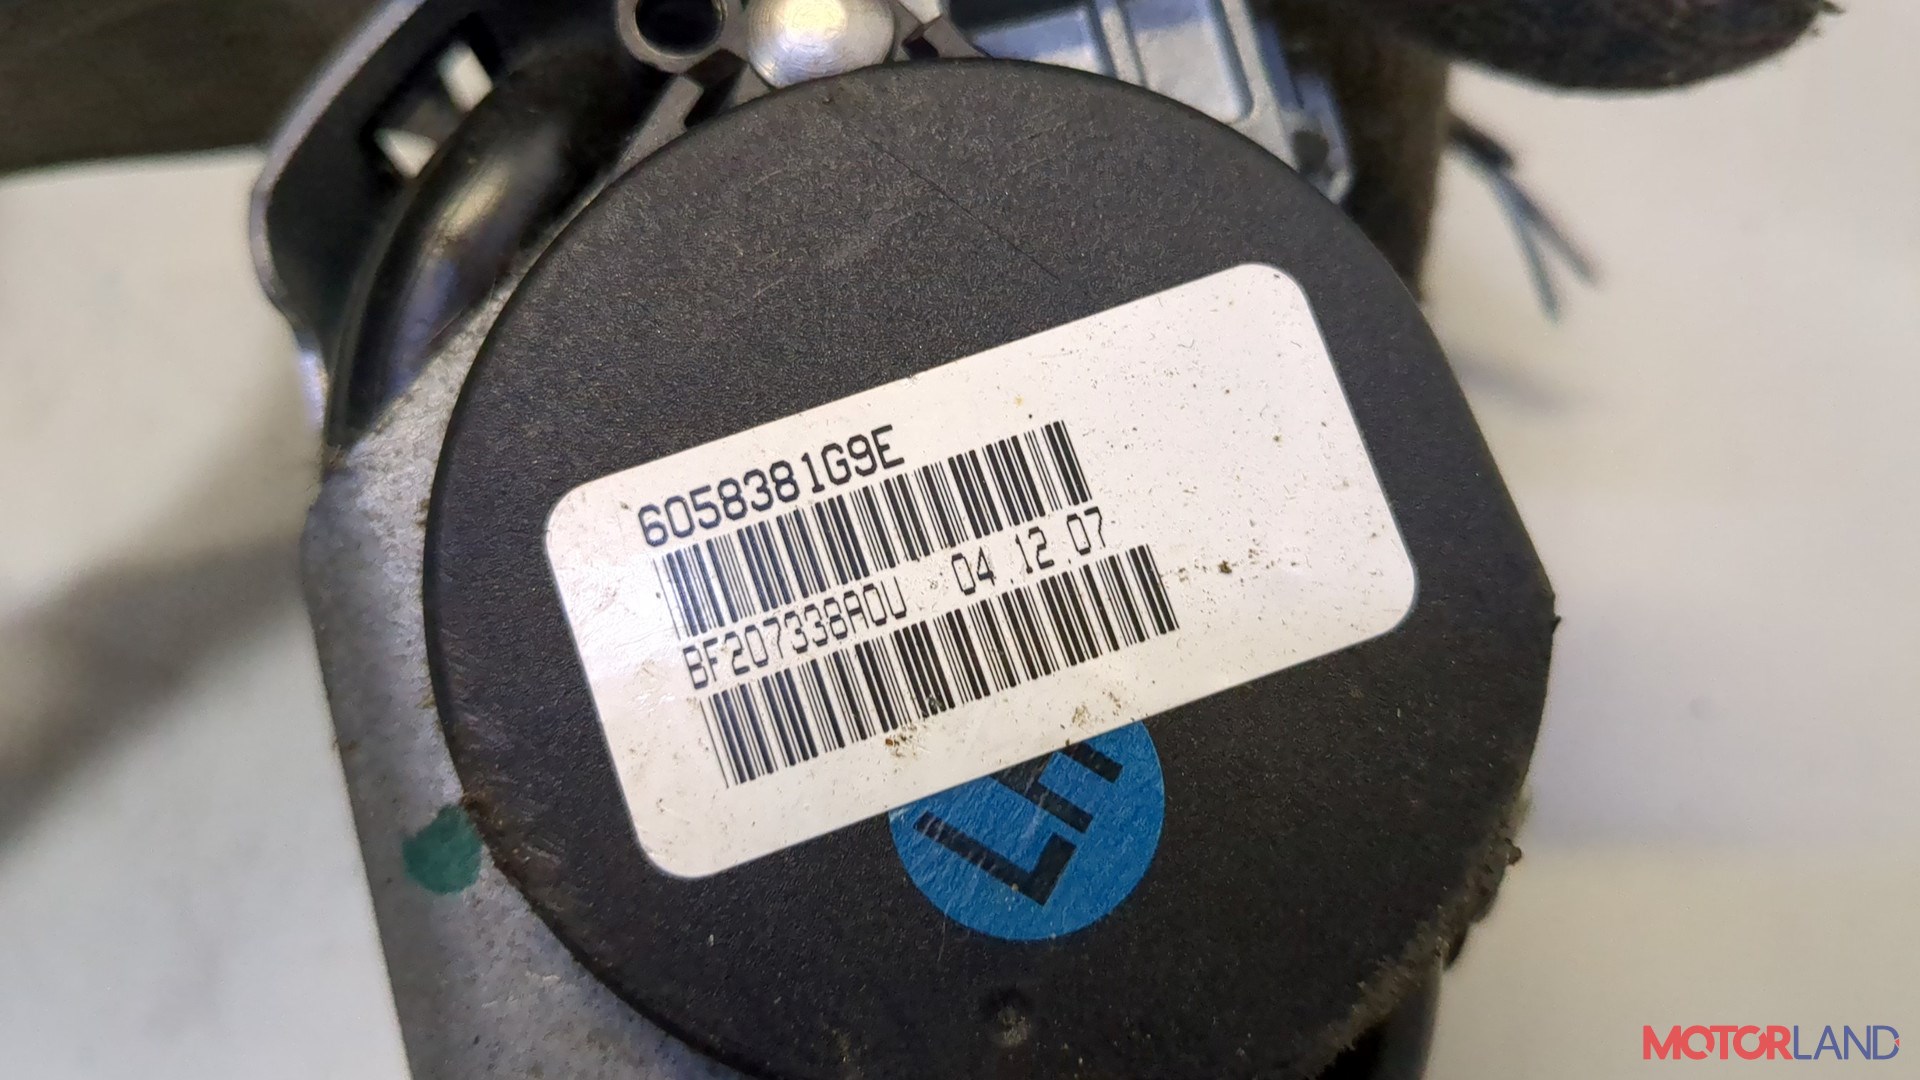 6058381G9E
BF207338A0U 04.12.07
LH
MOTORLAND